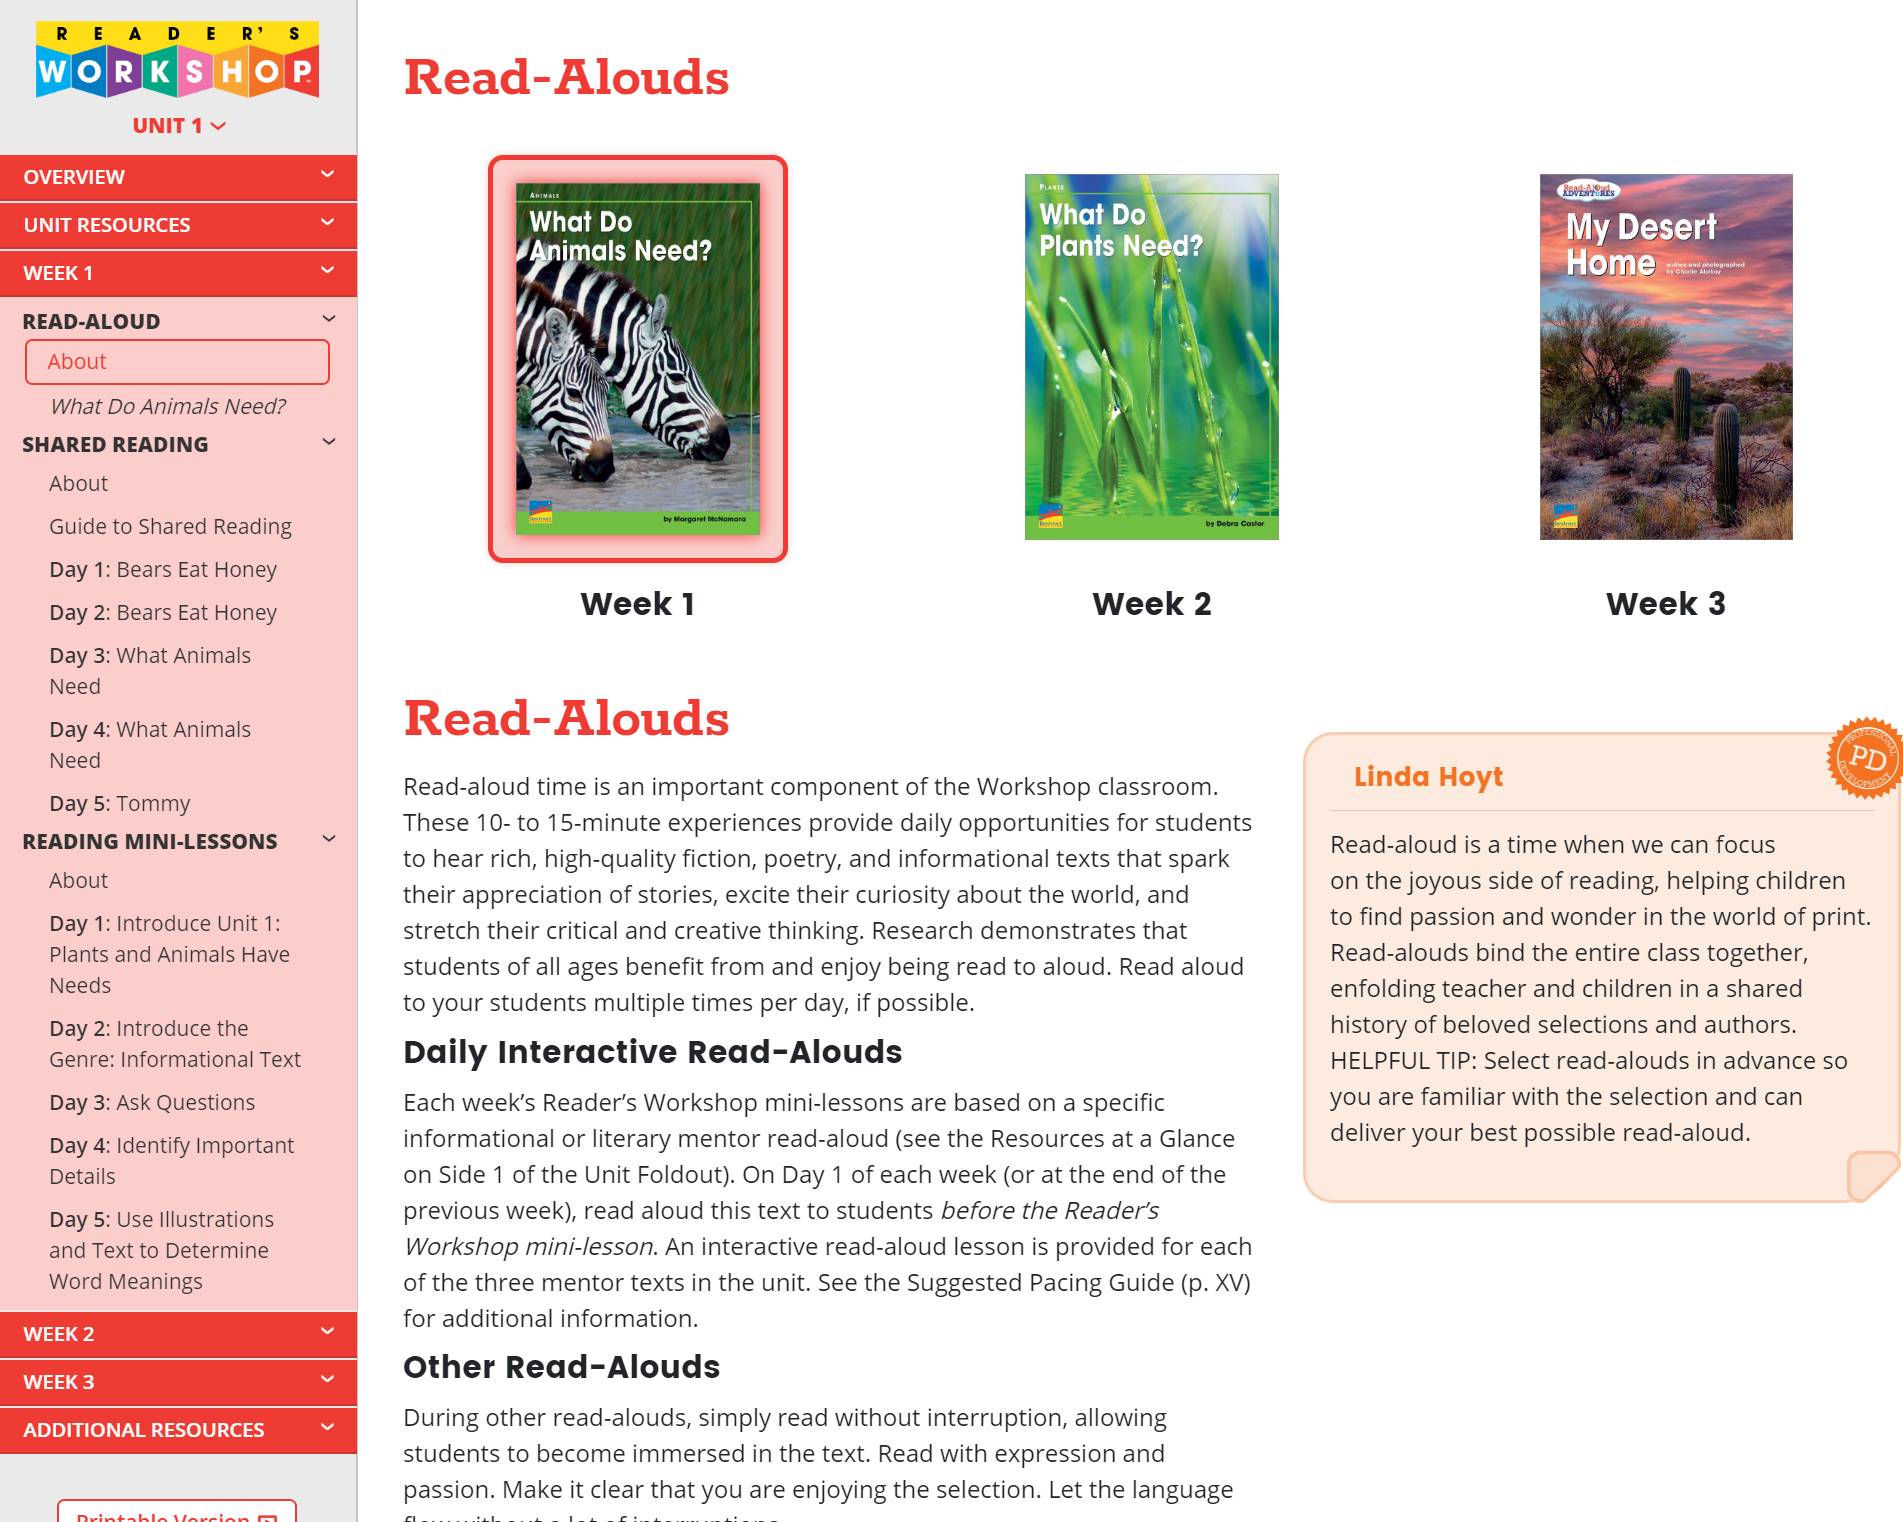 READER'S
WORKSHOP
UNIT 1
OVERVIEW
UNIT RESOURCES
WEEK 1
READ-ALOUD
About
What Do Animals Need?
SHARED READING
About
Guide to Shared Reading
Day 1: Bears Eat Honey
Day 2: Bears Eat Honey
Day 3: What Animals
Need
Day 4: What Animals
Need
Day 5: Tommy
READING MINI-LESSONS
About
Day 1: Introduce Unit 1:
Plants and Animals Have
Needs
Day 2: Introduce the
Genre: Informational Text
Day 3: Ask Questions
Day 4: Identify Important
Details
Day 5: Use Illustrations
and Text to Determine
Word Meanings
WEEK 2
WEEK 3
ADDITIONAL RESOURCES
Printable Version
Read-Alouds
ANIMALS
What Do
Animals Need?
by Margaret McNamara
Week 1
PLANTS
What Do
Plants Need?
by Debra Castor
Week 2
Read-Aloud
ADVENTURES
My Desert
Home
written and photographed
by Charlie Alolkoy
Week 3
Read-Alouds
Read-aloud time is an important component of the Workshop classroom.
These 10- to 15-minute experiences provide daily opportunities for students
to hear rich, high-quality fiction, poetry, and informational texts that spark
their appreciation of stories, excite their curiosity about the world, and
stretch their critical and creative thinking. Research demonstrates that
students of all ages benefit from and enjoy being read to aloud. Read aloud
to your students multiple times per day, if possible.
Daily Interactive Read-Alouds
Each week’s Reader’s Workshop mini-lessons are based on a specific
informational or literary mentor read-aloud (see the Resources at a Glance
on Side 1 of the Unit Foldout). On Day 1 of each week (or at the end of the
previous week), read aloud this text to students before the Reader’s
Workshop mini-lesson. An interactive read-aloud lesson is provided for each
of the three mentor texts in the unit. See the Suggested Pacing Guide (p. XV)
for additional information.
Other Read-Alouds
During other read-alouds, simply read without interruption, allowing
students to become immersed in the text. Read with expression and
passion. Make it clear that you are enjoying the selection. Let the language
flow without a lot of interruptions.
PROFESSIONAL
PD
DEVELOPMENT
Linda Hoyt
Read-aloud is a time when we can focus
on the joyous side of reading, helping children
to find passion and wonder in the world of print.
Read-alouds bind the entire class together,
enfolding teacher and children in a shared
history of beloved selections and authors.
HELPFUL TIP: Select read-alouds in advance so
you are familiar with the selection and can
deliver your best possible read-aloud.